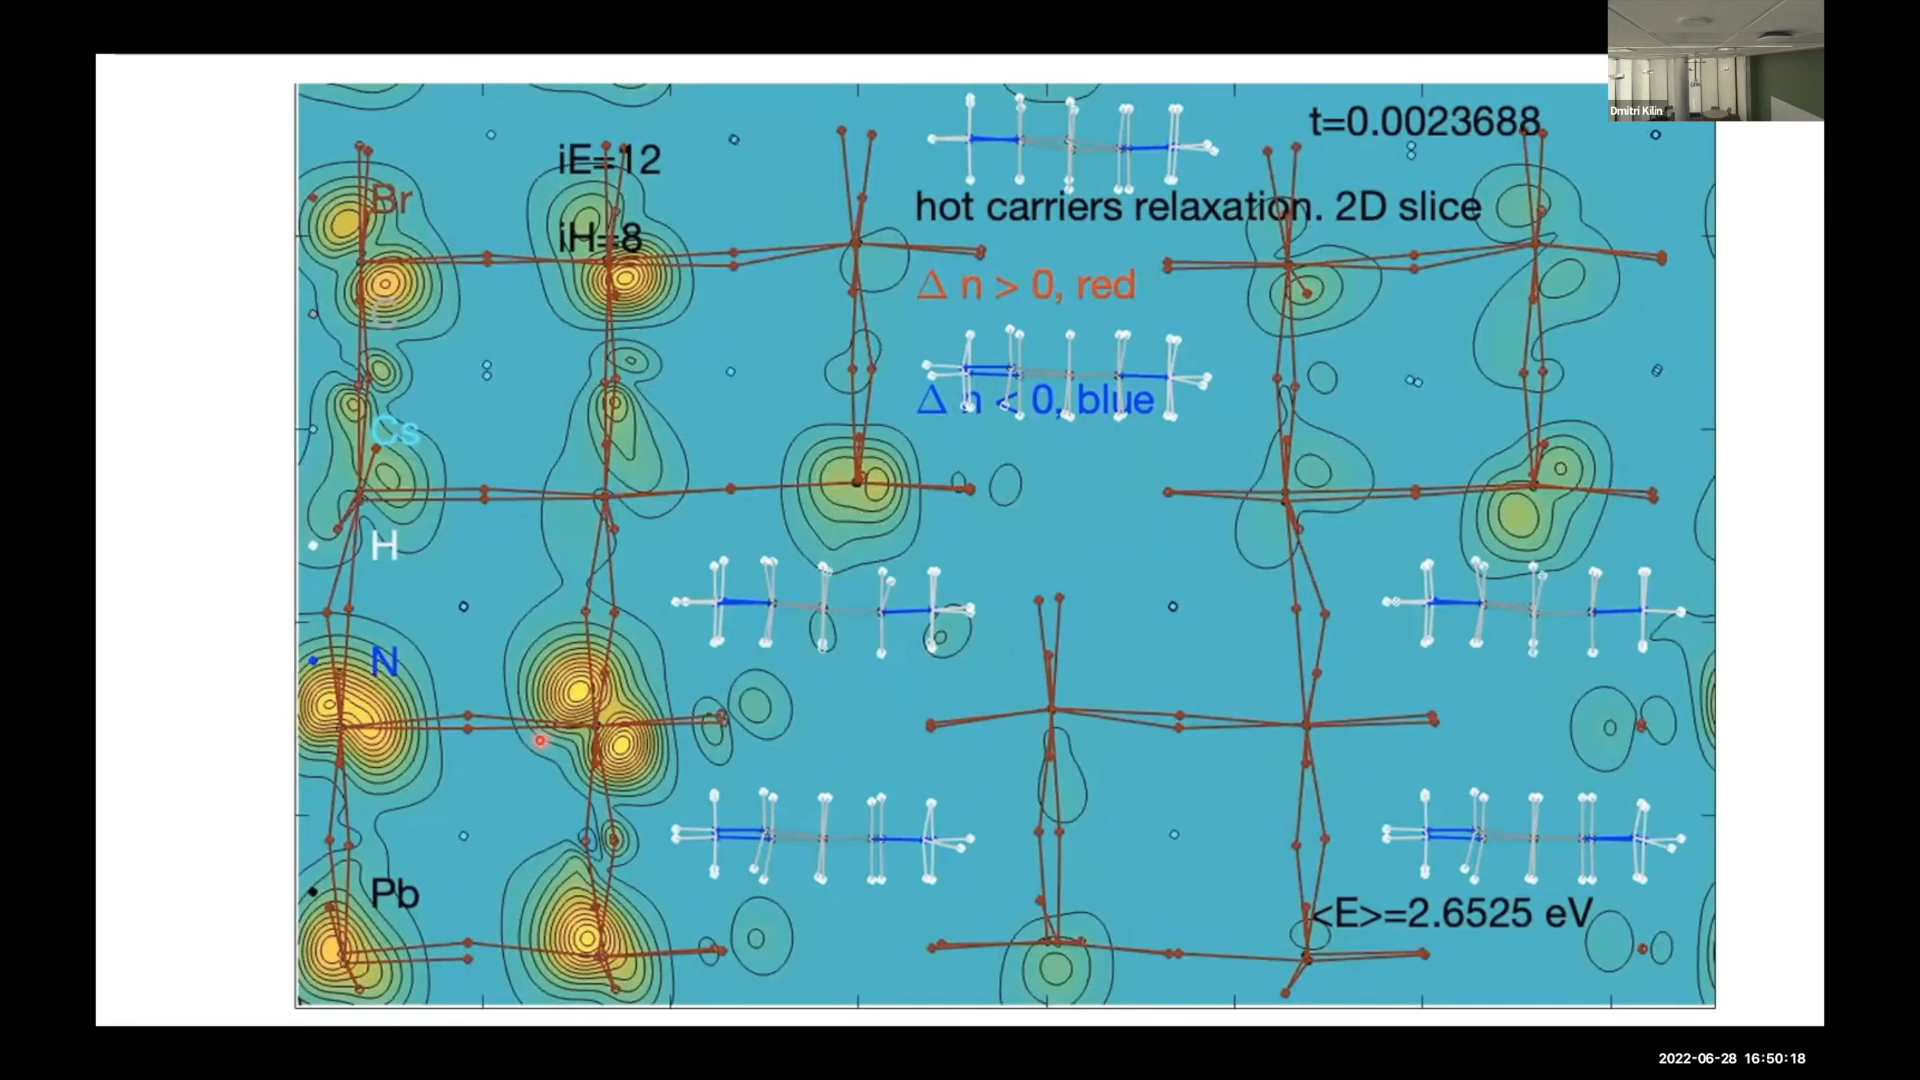 Dmitri Kilin
t=0.0023688
iE=12
Br
hot carriers relaxation. 2D slice
iH=8
Δ n > 0, red
C
Δ n < 0, blue
Cs
H
N
Pb
<E>=2.6525 eV
2022-06-28 16:50:18